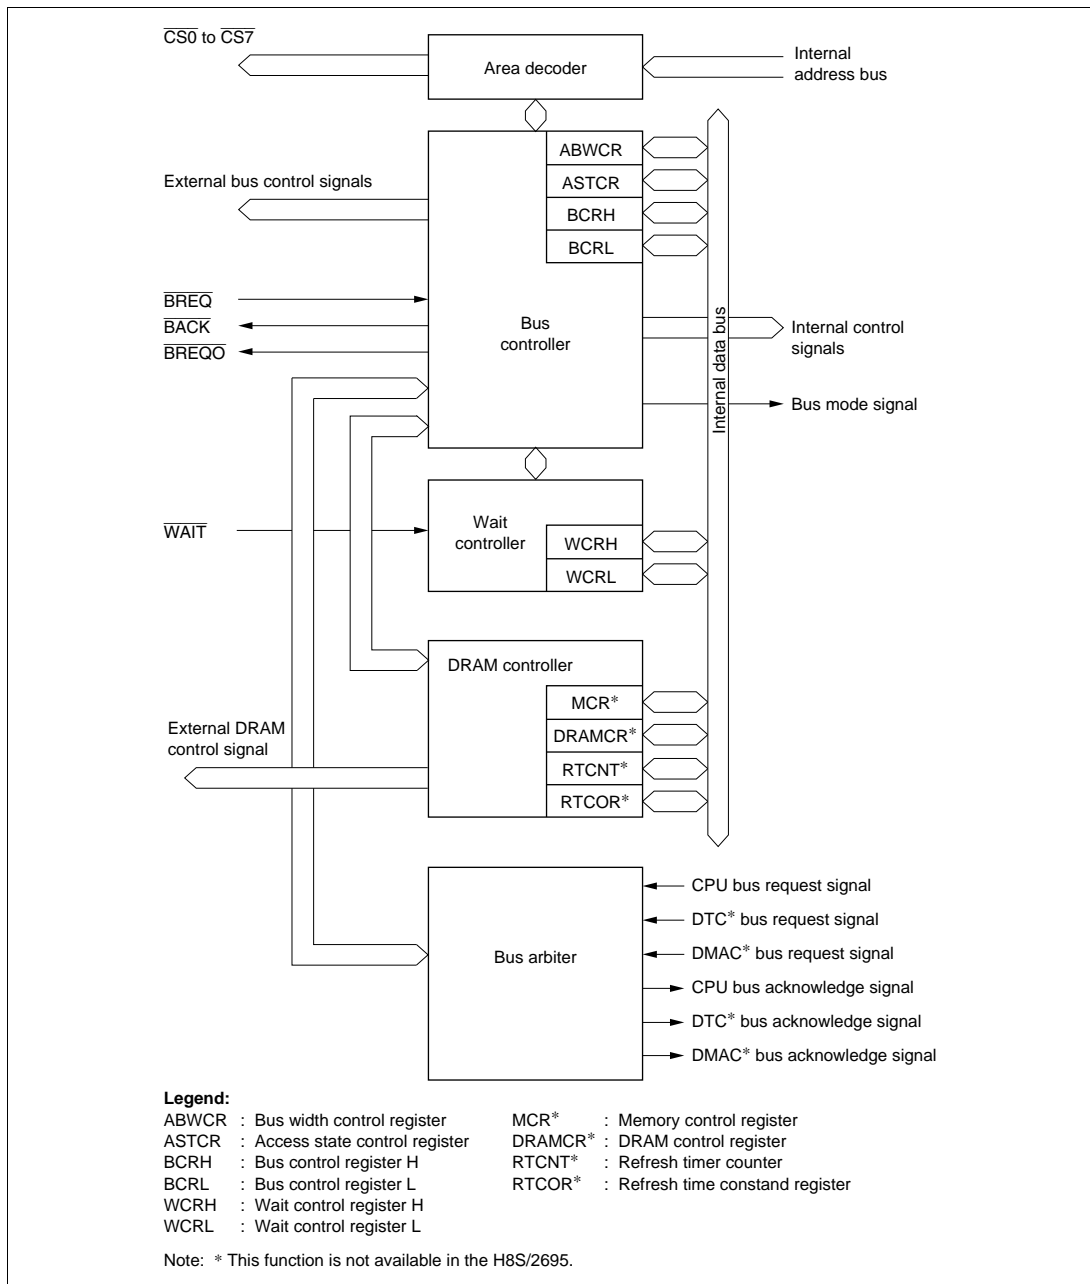 CS0 to CS7
Area decoder
Internal
address bus
ABWCR
ASTCR
BCRH
BCRL
External bus control signals
BREQ
BACK
BREQO
Bus
controller
Internal data bus
Internal control
signals
Bus mode signal
WAIT
Wait
controller
WCRH
WCRL
DRAM controller
MCR*
DRAMCR*
RTCNT*
RTCOR*
External DRAM
control signal
Bus arbiter
CPU bus request signal
DTC* bus request signal
DMAC* bus request signal
CPU bus acknowledge signal
DTC* bus acknowledge signal
DMAC* bus acknowledge signal
Legend:
ABWCR : Bus width control register
ASTCR : Access state control register
BCRH : Bus control register H
BCRL : Bus control register L
WCRH : Wait control register H
WCRL : Wait control register L
MCR* : Memory control register
DRAMCR* : DRAM control register
RTCNT* : Refresh timer counter
RTCOR* : Refresh time constand register
Note: * This function is not available in the H8S/2695.